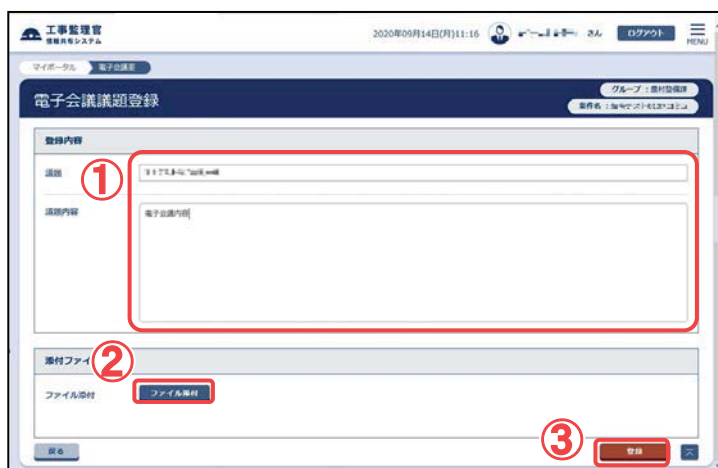 工事監理官
情報共有システム
2020年09月14日(月)11:16
さん
ログアウト
MENU
マイポータル
電子会議室
電子会議議題登録
グループ：農村整備課
案件名：
登録内容
議題
①
議題内容
電子会議内容
添付ファイ
②
ファイル添付
ファイル添付
③
戻る
登録